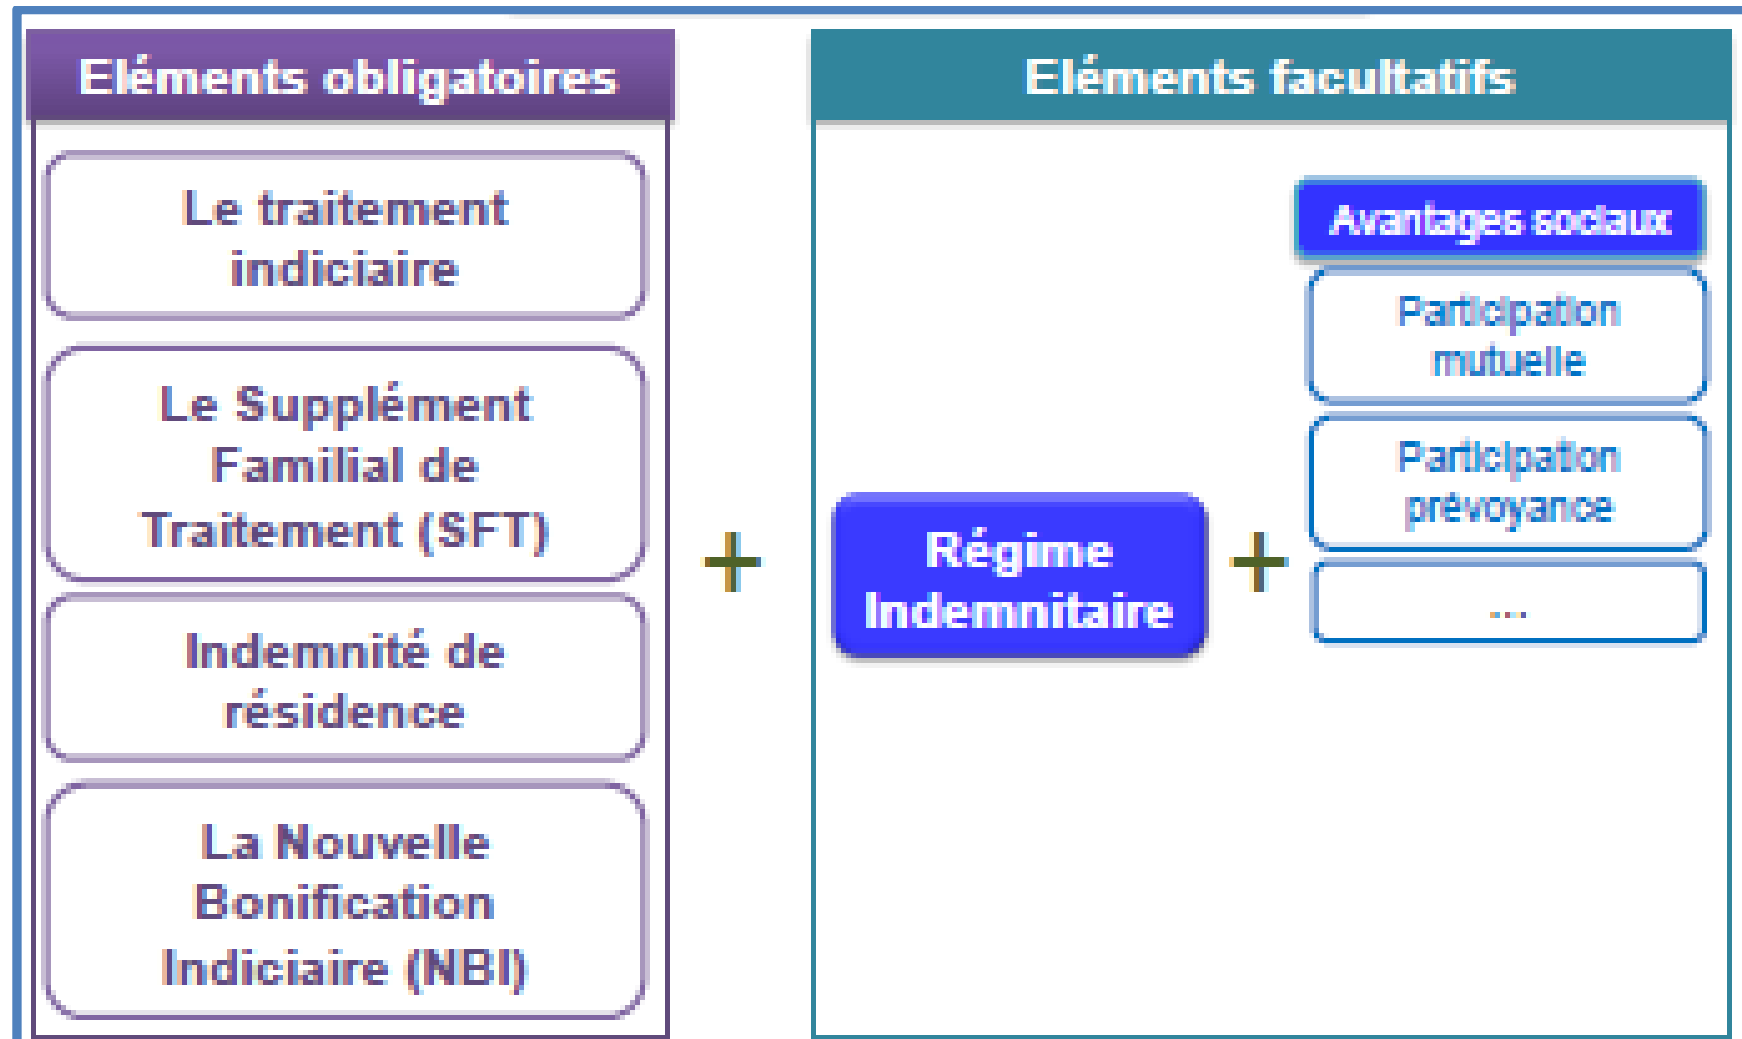 Eléments obligatoires
Le traitement
indiciaire
Le Supplément
Familial de
Traitement (SFT)
Indemnité de
résidence
La Nouvelle
Bonification
Indiciaire (NBI)
+
Eléments facultatifs
Régime
Indemnitaire
+
Avantages sociaux
Participation
mutuelle
Participation
prévoyance
...